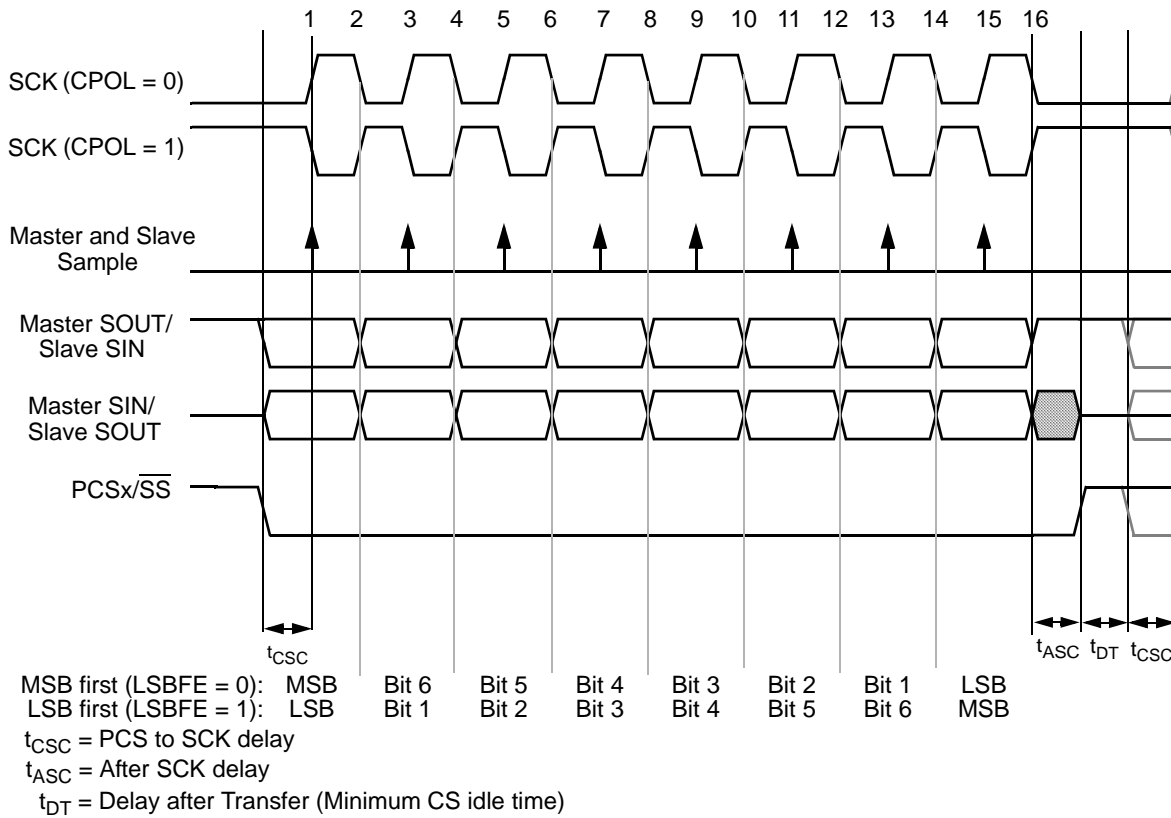 1 2 3 4 5 6 7 8 9 10 11 12 13 14 15 16
SCK (CPOL = 0)
SCK (CPOL = 1)
Master and Slave
Sample
Master SOUT/
Slave SIN
Master SIN/
Slave SOUT
PCSx/SS
tCSC tASC tDT tCSC
MSB first (LSBFE = 0): MSB Bit 6 Bit 5 Bit 4 Bit 3 Bit 2 Bit 1 LSB
LSB first (LSBFE = 1): LSB Bit 1 Bit 2 Bit 3 Bit 4 Bit 5 Bit 6 MSB
tCSC = PCS to SCK delay
tASC = After SCK delay
tDT = Delay after Transfer (Minimum CS idle time)